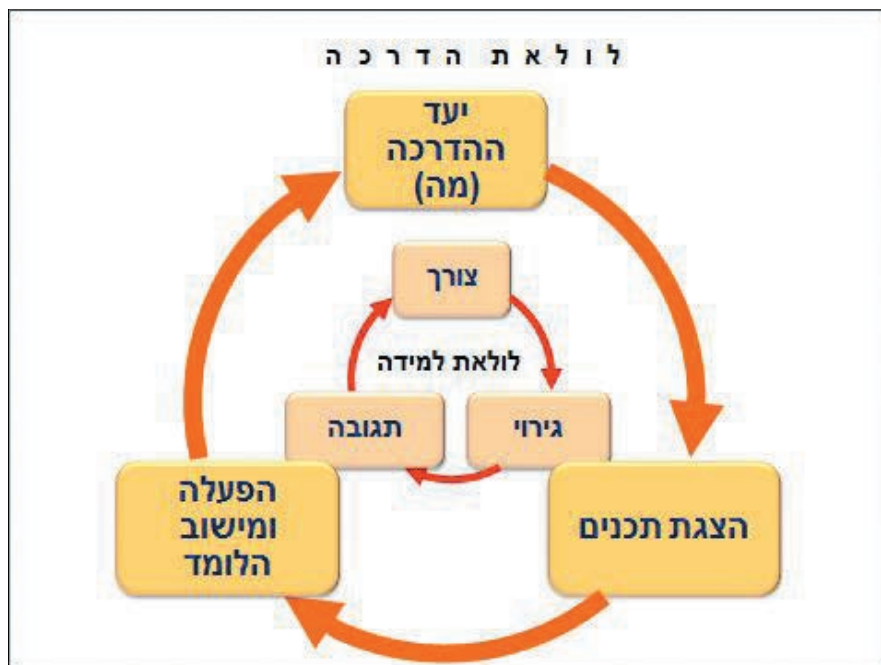 לולאת הדרכה
יעד
ההדרכה
(מה)
צורך
לולאת למידה
גירוי
תגובה
הצגת תכנים
הפעלה
ומישוב
הלומד